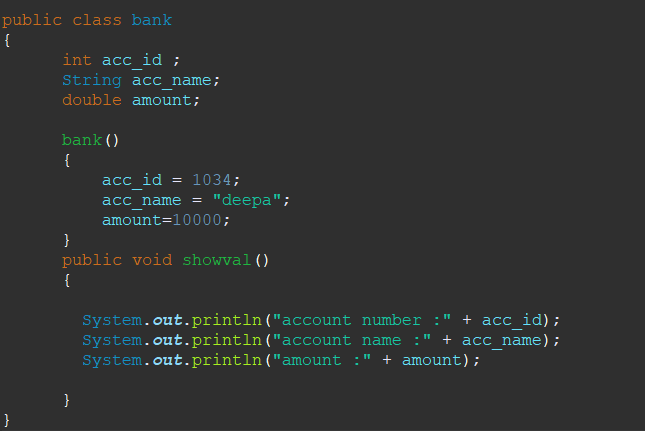 public class bank
{
int acc_id ;
String acc_name;
double amount;
bank()
{
acc_id = 1034;
acc_name = "deepa";
amount=10000;
}
public void showval()
{
System.out.println("account number :" + acc_id);
System.out.println("account name :" + acc_name);
System.out.println("amount :" + amount);
}
}